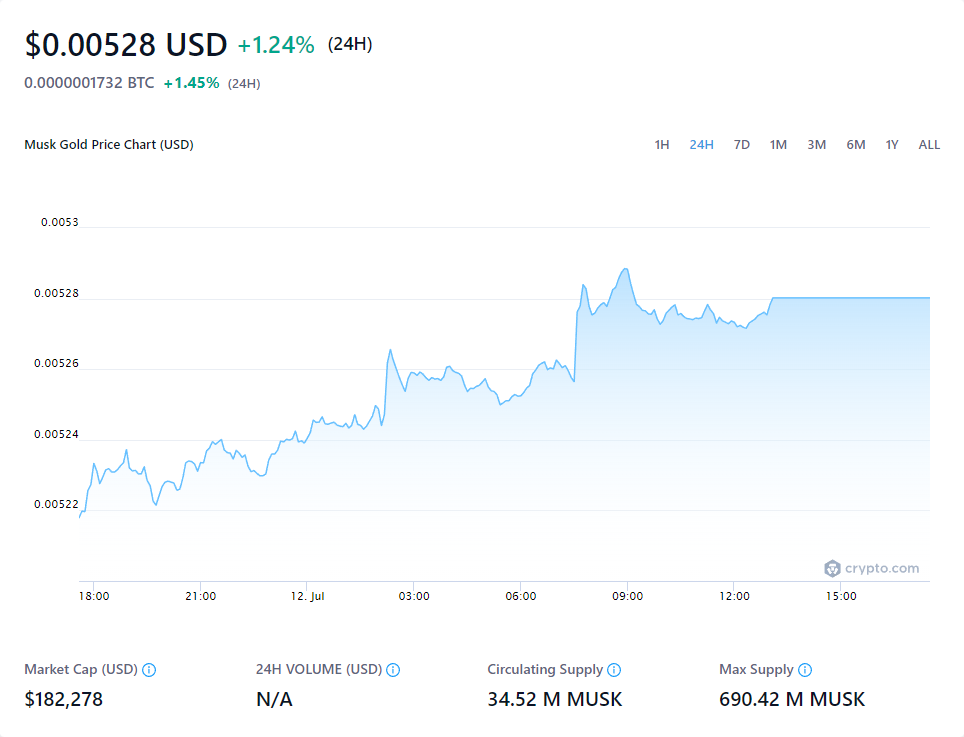 $0.00528 USD +1.24% (24H)
0.0000001732 BTC +1.45% (24H)
Musk Gold Price Chart (USD) 1H 24H 7D 1M 3M 6M 1Y ALL
0.0053
0.00528
0.00526
0.00524
0.00522
crypto.com
18:00 21:00 12. Jul 03:00 06:00 09:00 12:00 15:00
Market Cap (USD) 24H VOLUME (USD) Circulating Supply Max Supply
$182,278 N/A 34.52 M MUSK 690.42 M MUSK